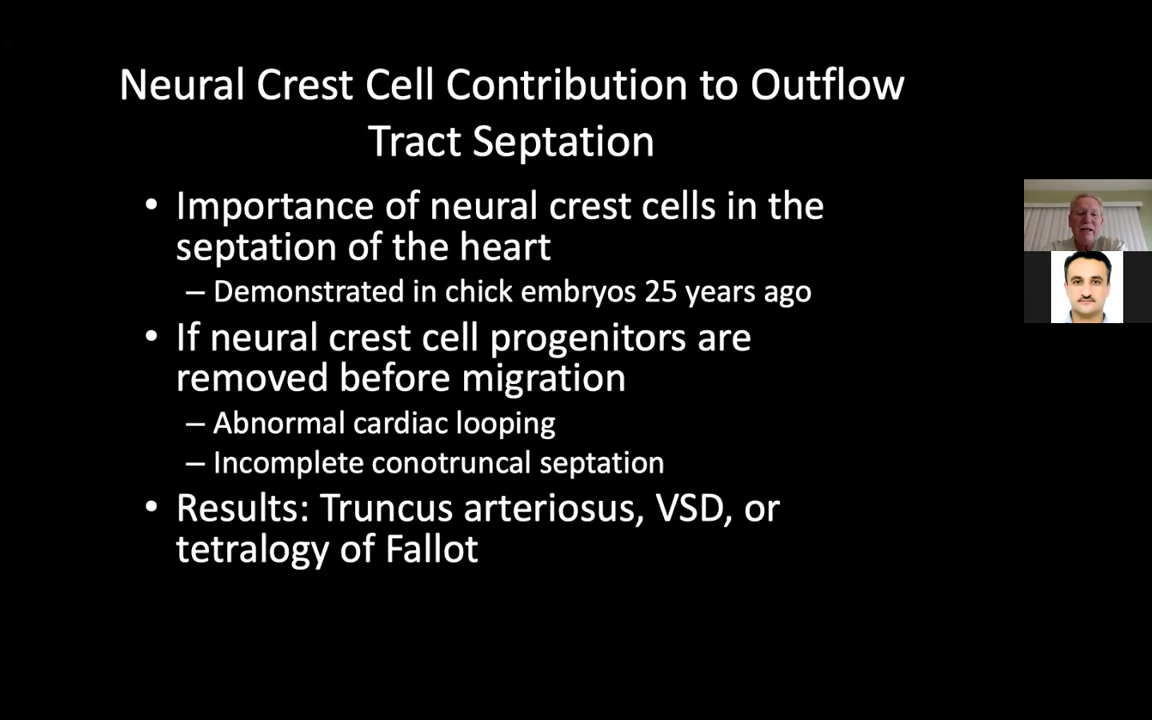 Neural Crest Cell Contribution to Outflow
Tract Septation
• Importance of neural crest cells in the
septation of the heart
– Demonstrated in chick embryos 25 years ago
• If neural crest cell progenitors are
removed before migration
– Abnormal cardiac looping
– Incomplete conotruncal septation
• Results: Truncus arteriosus, VSD, or
tetralogy of Fallot